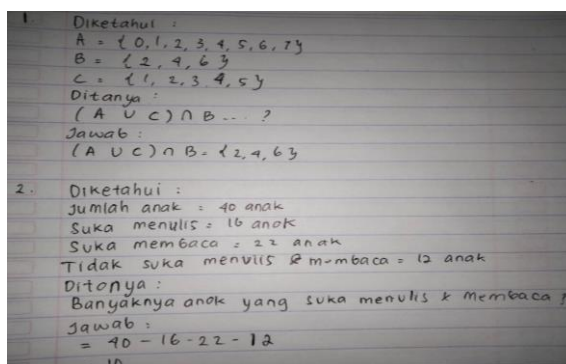 1. Diketahui :
A = { 0, 1, 2, 3, 4, 5, 6, 7 }
B = { 2, 4, 6 }
C = { 1, 2, 3, 4, 5 }
Ditanya :
( A ∪ C ) ∩ B ... ?
Jawab :
( A ∪ C ) ∩ B = { 2, 4, 6 }
2. Diketahui :
Jumlah anak = 40 anak
Suka menulis = 16 anak
Suka membaca = 22 anak
Tidak suka menulis & membaca = 12 anak
Ditanya :
Banyaknya anak yang suka menulis & membaca ?
Jawab :
= 40 - 16 - 22 - 12